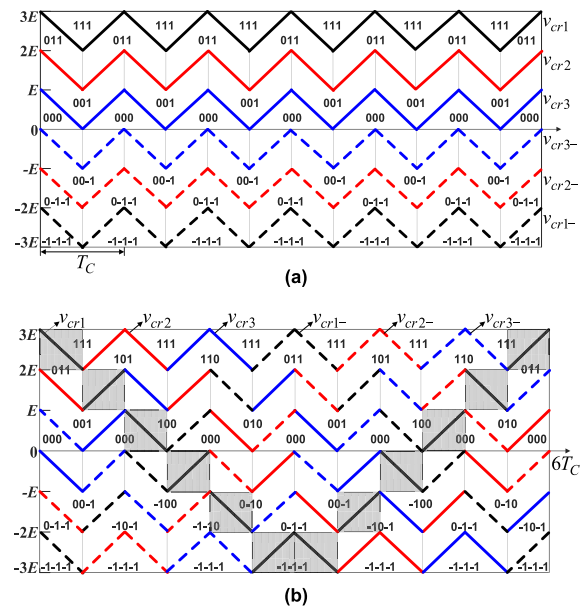 3E 111 111 111 111 111 111 v_cr1
011 011 011 011 011 011 011
2E v_cr2
E 001 001 001 001 001 001 v_cr3
000 000 000 000 000 000 000
0 v_cr3-
-E 00-1 00-1 00-1 00-1 00-1 00-1 v_cr2-
0-1-1 0-1-1 0-1-1 0-1-1 0-1-1 0-1-1 0-1-1
-2E v_cr1-
-3E -1-1-1 -1-1-1 -1-1-1 -1-1-1 -1-1-1 -1-1-1 -1-1-1
T_C
(a)
v_cr1 v_cr2 v_cr3 v_cr1- v_cr2- v_cr3-
3E 111 111 111 111 111 111
2E 011 101 110 011 101 110 011
E 001 100 010 001 100 010
000 000 000 000 000 000 000
0 6T_C
-E 00-1 -100 0-10 00-1 -100 0-10
0-1-1 -10-1 -1-10 0-1-1 -10-1 0-1-1 -10-1
-2E
-3E -1-1-1 -1-1-1 -1-1-1 -1-1-1 -1-1-1 -1-1-1 -1-1-1
(b)